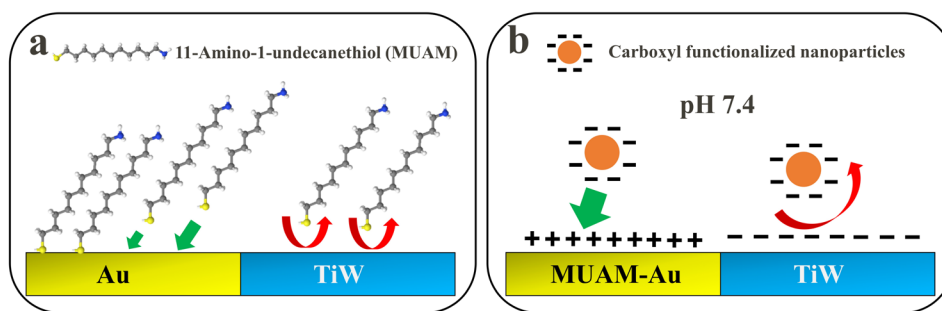 a
11-Amino-1-undecanethiol (MUAM)
Au
TiW
b
Carboxyl functionalized nanoparticles
pH 7.4
+ + + + + + + + +
MUAM-Au
TiW